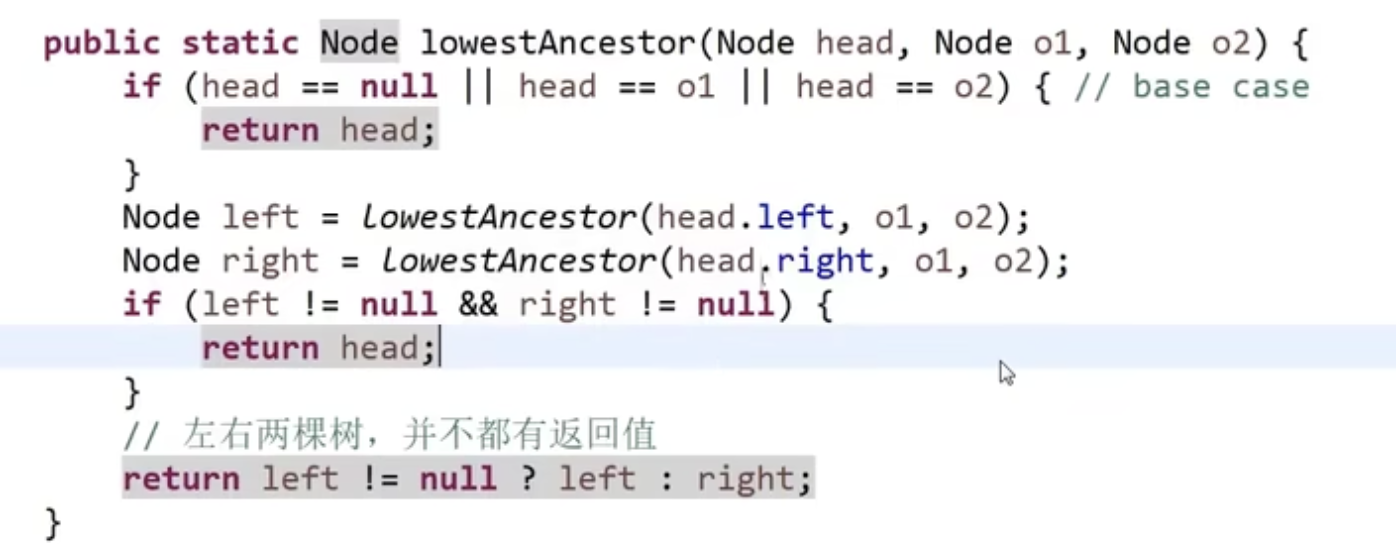 public static Node lowestAncestor(Node head, Node o1, Node o2) {
if (head == null || head == o1 || head == o2) { // base case
return head;
}
Node left = lowestAncestor(head.left, o1, o2);
Node right = lowestAncestor(head.right, o1, o2);
if (left != null && right != null) {
return head;
}
// 左右两棵树，并不都有返回值
return left != null ? left : right;
}